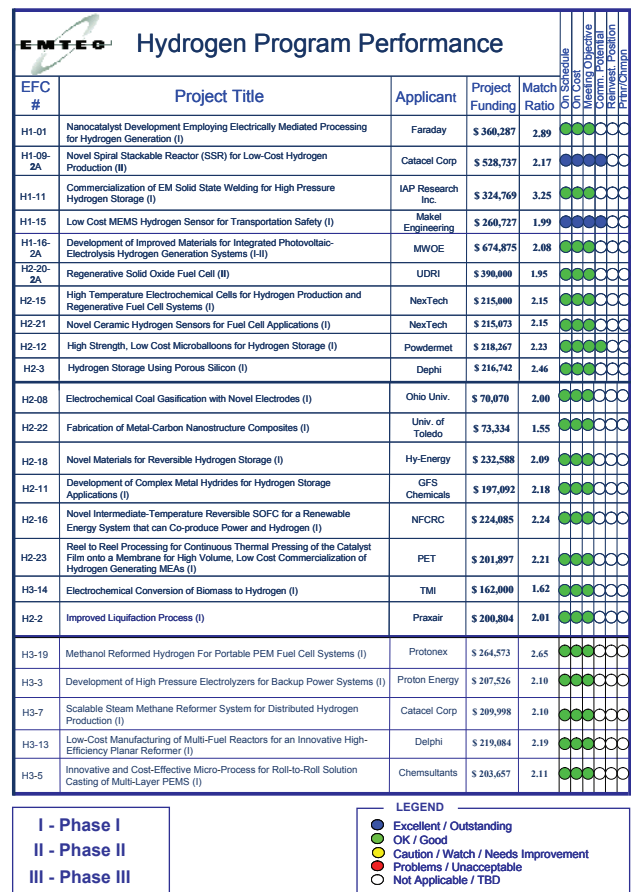 EMTEC
Hydrogen Program Performance
On Schedule
On Cost
Meeting Objective
Comm. Potential
Reinvest. Position
Prtnr/Chmpn
EFC
#
Project Title
Applicant
Project
Funding
Match
Ratio
H1-01
Nanocatalyst Development Employing Electrically Mediated Processing
for Hydrogen Generation (I)
Faraday
$ 360,287
2.89
H1-09-
2A
Novel Spiral Stackable Reactor (SSR) for Low-Cost Hydrogen
Production (II)
Catacel Corp
$ 528,737
2.17
H1-11
Commercialization of EM Solid State Welding for High Pressure
Hydrogen Storage (I)
IAP Research
Inc.
$ 324,769
3.25
H1-15
Low Cost MEMS Hydrogen Sensor for Transportation Safety (I)
Makel
Engineering
$ 260,727
1.99
H1-16-
2A
Development of Improved Materials for Integrated Photovoltaic-
Electrolysis Hydrogen Generation Systems (I-II)
MWOE
$ 674,875
2.08
H2-20-
2A
Regenerative Solid Oxide Fuel Cell (II)
UDRI
$ 390,000
1.95
H2-15
High Temperature Electrochemical Cells for Hydrogen Production and
Regenerative Fuel Cell Systems (I)
NexTech
$ 215,000
2.15
H2-21
Novel Ceramic Hydrogen Sensors for Fuel Cell Applications (I)
NexTech
$ 215,073
2.15
H2-12
High Strength, Low Cost Microballoons for Hydrogen Storage (I)
Powdermet
$ 218,267
2.23
H2-3
Hydrogen Storage Using Porous Silicon (I)
Dephi
$ 216,742
2.46
H2-08
Electrochemical Coal Gasification with Novel Electrodes (I)
Ohio Univ.
$ 70,070
2.00
H2-22
Fabrication of Metal-Carbon Nanostructure Composites (I)
Univ. of
Toledo
$ 73,334
1.55
H2-18
Novel Materials for Reversible Hydrogen Storage (I)
Hy-Energy
$ 232,588
2.09
H2-11
Development of Complex Metal Hydrides for Hydrogen Storage
Applications (I)
GFS
Chemicals
$ 197,092
2.18
H2-16
Novel Intermediate-Temperature Reversible SOFC for a Renewable
Energy System that can Co-produce Power and Hydrogen (I)
NFCRC
$ 224,085
2.24
H2-23
Reel to Reel Processing for Continuous Thermal Pressing of the Catalyst
Film onto a Membrane for High Volume, Low Cost Commercialization of
Hydrogen Generating MEAs (I)
PET
$ 201,897
2.21
H3-14
Electrochemical Conversion of Biomass to Hydrogen (I)
TMI
$ 162,000
1.62
H2-2
Improved Liquifaction Process (I)
Praxair
$ 200,804
2.01
H3-19
Methanol Reformed Hydrogen For Portable PEM Fuel Cell Systems (I)
Protonex
$ 264,573
2.65
H3-3
Development of High Pressure Electrolyzers for Backup Power Systems (I)
Proton Energy
$ 207,526
2.10
H3-7
Scalable Steam Methane Reformer System for Distributed Hydrogen
Production (I)
Catacel Corp
$ 209,998
2.10
H3-13
Low-Cost Manufacturing of Multi-Fuel Reactors for an Innovative High-
Efficiency Planar Reformer (I)
Delphi
$ 219,084
2.19
H3-5
Innovative and Cost-Effective Micro-Process for Roll-to-Roll Solution
Casting of Multi-Layer PEMS (I)
Chemsultants
$ 203,657
2.11
I - Phase I
II - Phase II
III - Phase III
LEGEND
Excellent / Outstanding
OK / Good
Caution / Watch / Needs Improvement
Problems / Unacceptable
Not Applicable / TBD